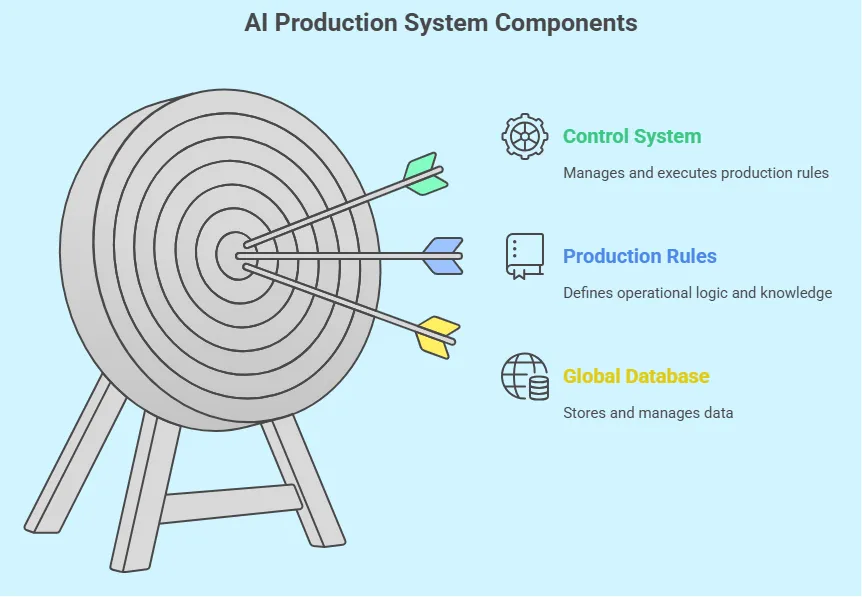 AI Production System Components
Control System
Manages and executes production rules
Production Rules
Defines operational logic and knowledge
Global Database
Stores and manages data